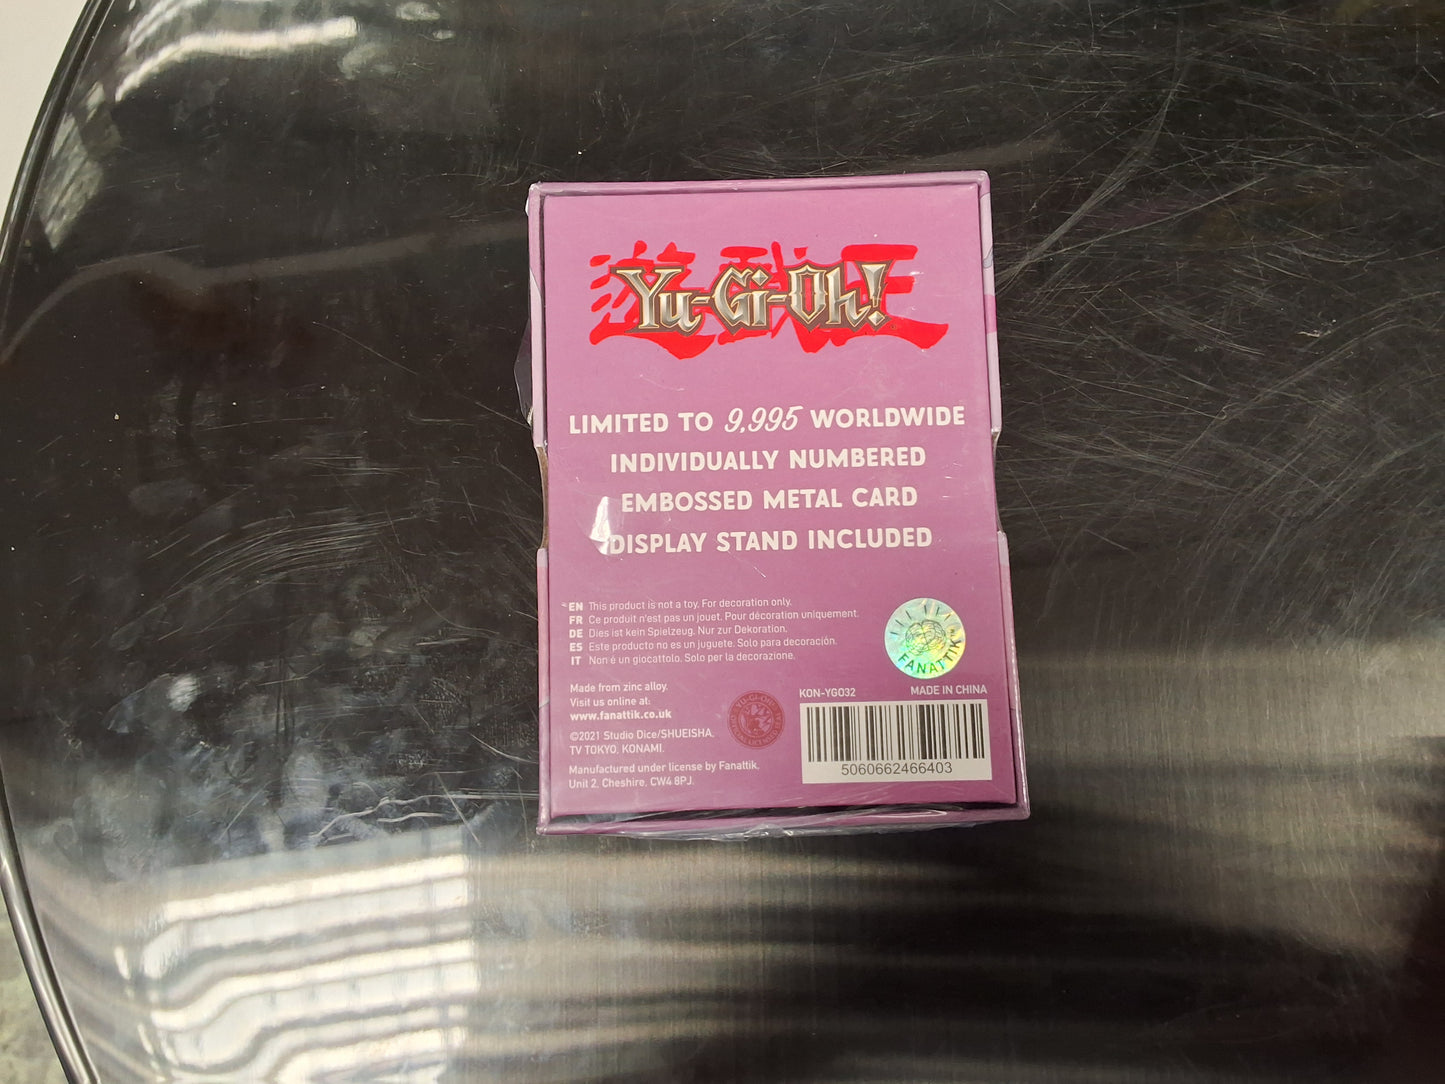 遊戯王
Yu-Gi-Oh!
LIMITED TO 9,995 WORLDWIDE
INDIVIDUALLY NUMBERED
EMBOSSED METAL CARD
DISPLAY STAND INCLUDED
EN This product is not a toy. For decoration only.
FR Ce produit n'est pas un jouet. Pour décoration uniquement.
DE Dies ist kein Spielzeug. Nur zur Dekoration.
ES Este producto no es un juguete. Solo para decoración.
IT Non é un giocattolo. Solo per la decorazione.
FANATTIK
Made from zinc alloy.
Visit us online at:
www.fanattik.co.uk
©2021 Studio Dice/SHUEISHA,
TV TOKYO, KONAMI.
Manufactured under license by Fanattik,
Unit 2, Cheshire, CW4 8PJ.
KON-YGO32 MADE IN CHINA
5060662466403